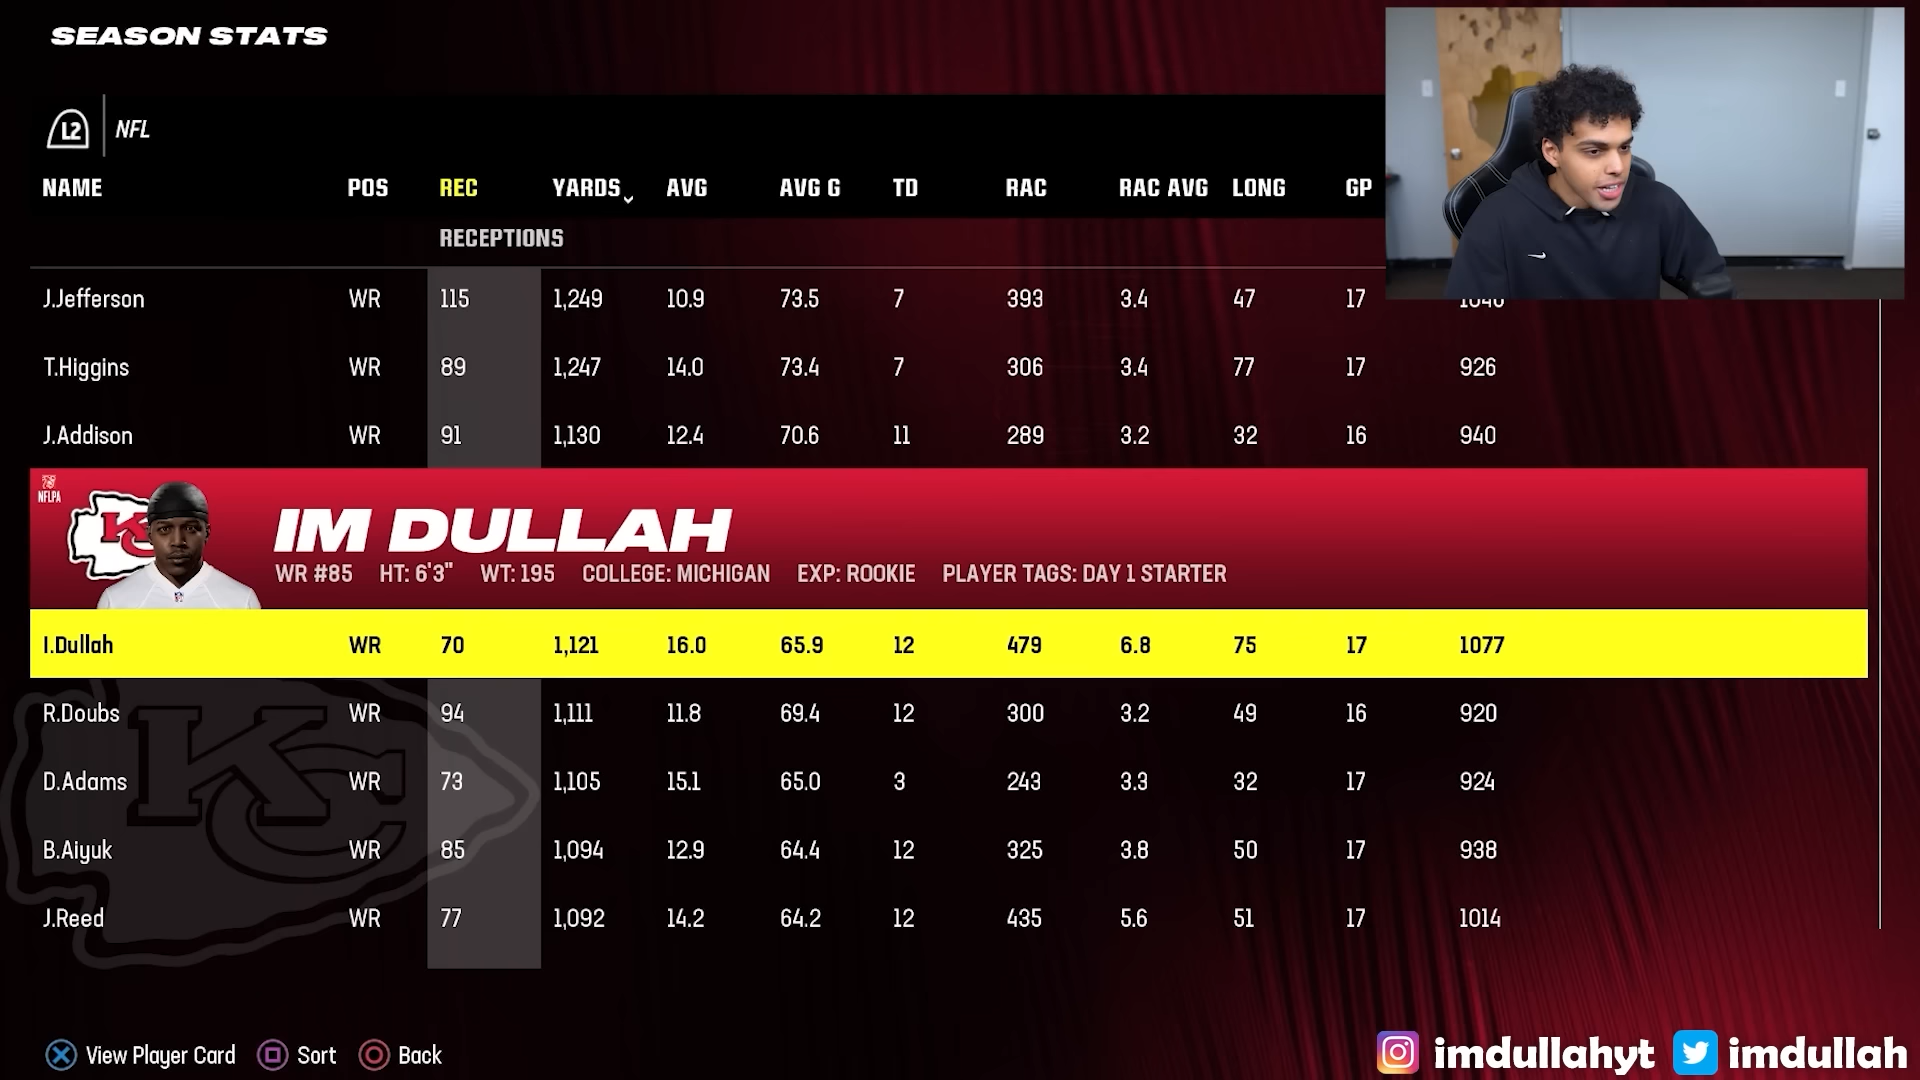 SEASON STATS
L2 NFL
NAME POS REC YARDS AVG AVG G TD RAC RAC AVG LONG GP
RECEPTIONS
J.Jefferson WR 115 1,249 10.9 73.5 7 393 3.4 47 17
T.Higgins WR 89 1,247 14.0 73.4 7 306 3.4 77 17 926
J.Addison WR 91 1,130 12.4 70.6 11 289 3.2 32 16 940
NFLPA
KC
IM DULLAH
WR #85 HT: 6'3" WT: 195 COLLEGE: MICHIGAN EXP: ROOKIE PLAYER TAGS: DAY 1 STARTER
I.Dullah WR 70 1,121 16.0 65.9 12 479 6.8 75 17 1077
R.Doubs WR 94 1,111 11.8 69.4 12 300 3.2 49 16 920
D.Adams WR 73 1,105 15.1 65.0 3 243 3.3 32 17 924
B.Aiyuk WR 85 1,094 12.9 64.4 12 325 3.8 50 17 938
J.Reed WR 77 1,092 14.2 64.2 12 435 5.6 51 17 1014
KC
View Player Card Sort Back
imdullahyt imdullah